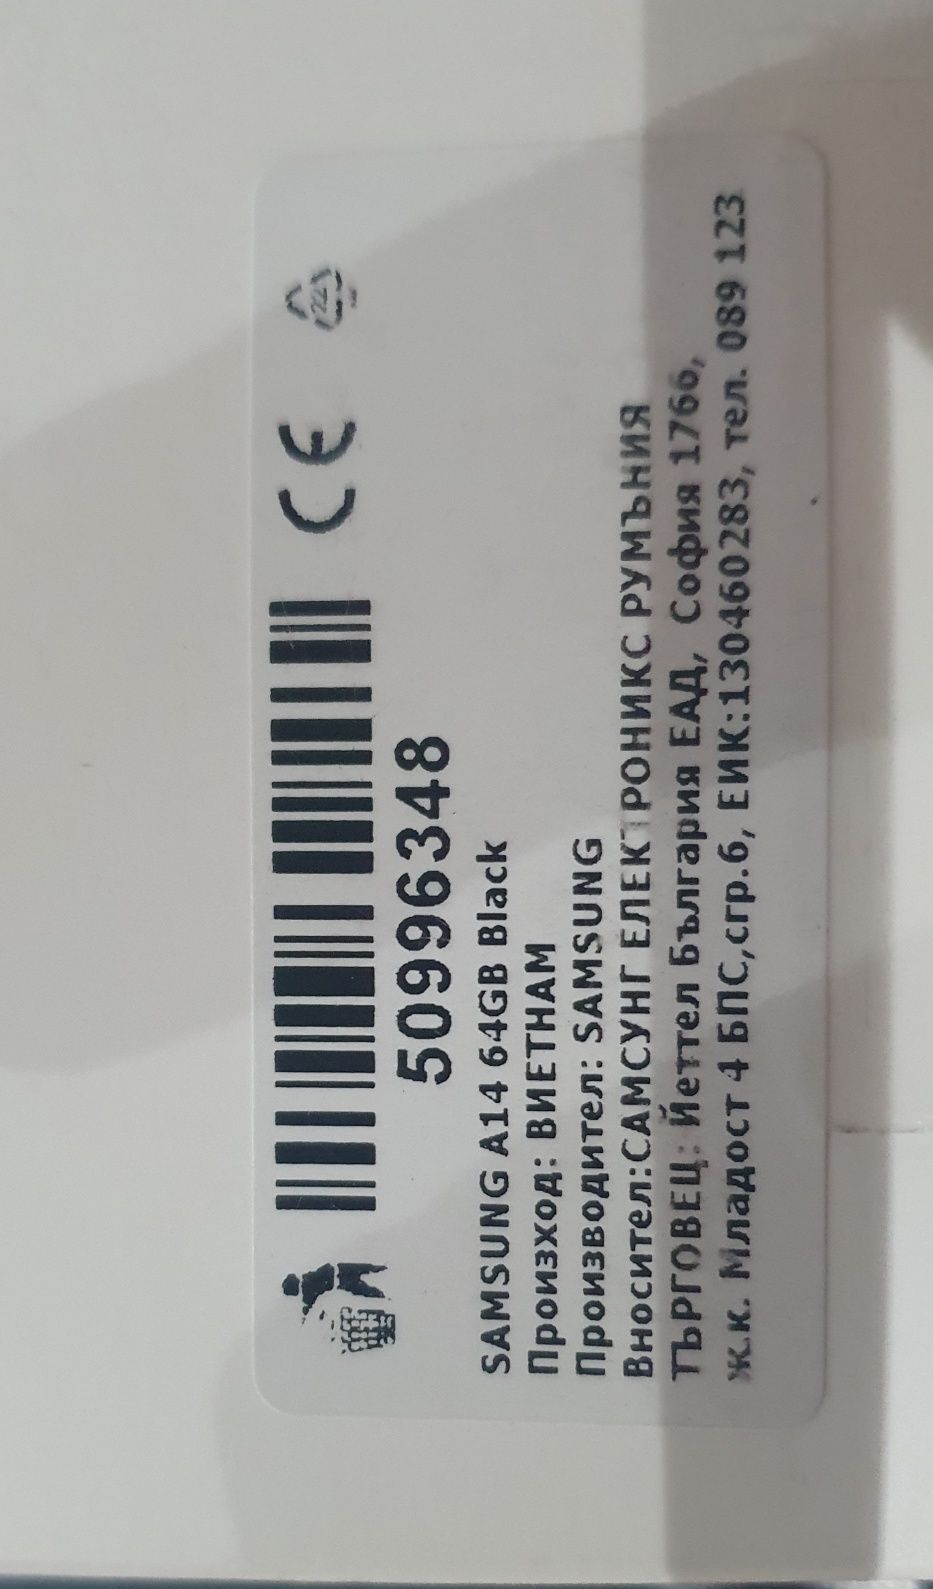 50996348
SAMSUNG A14 64GB Black
Произход: ВИЕТНАМ
Производител: SAMSUNG
Вносител:САМСУНГ ЕЛЕКТРОНИКС РУМЪНИЯ
ТЪРГОВЕЦ: Йеттел България ЕАД, София 1766,
ж.к. Младост 4 БПС,сгр.6, ЕИК:130460283, тел. 089 123